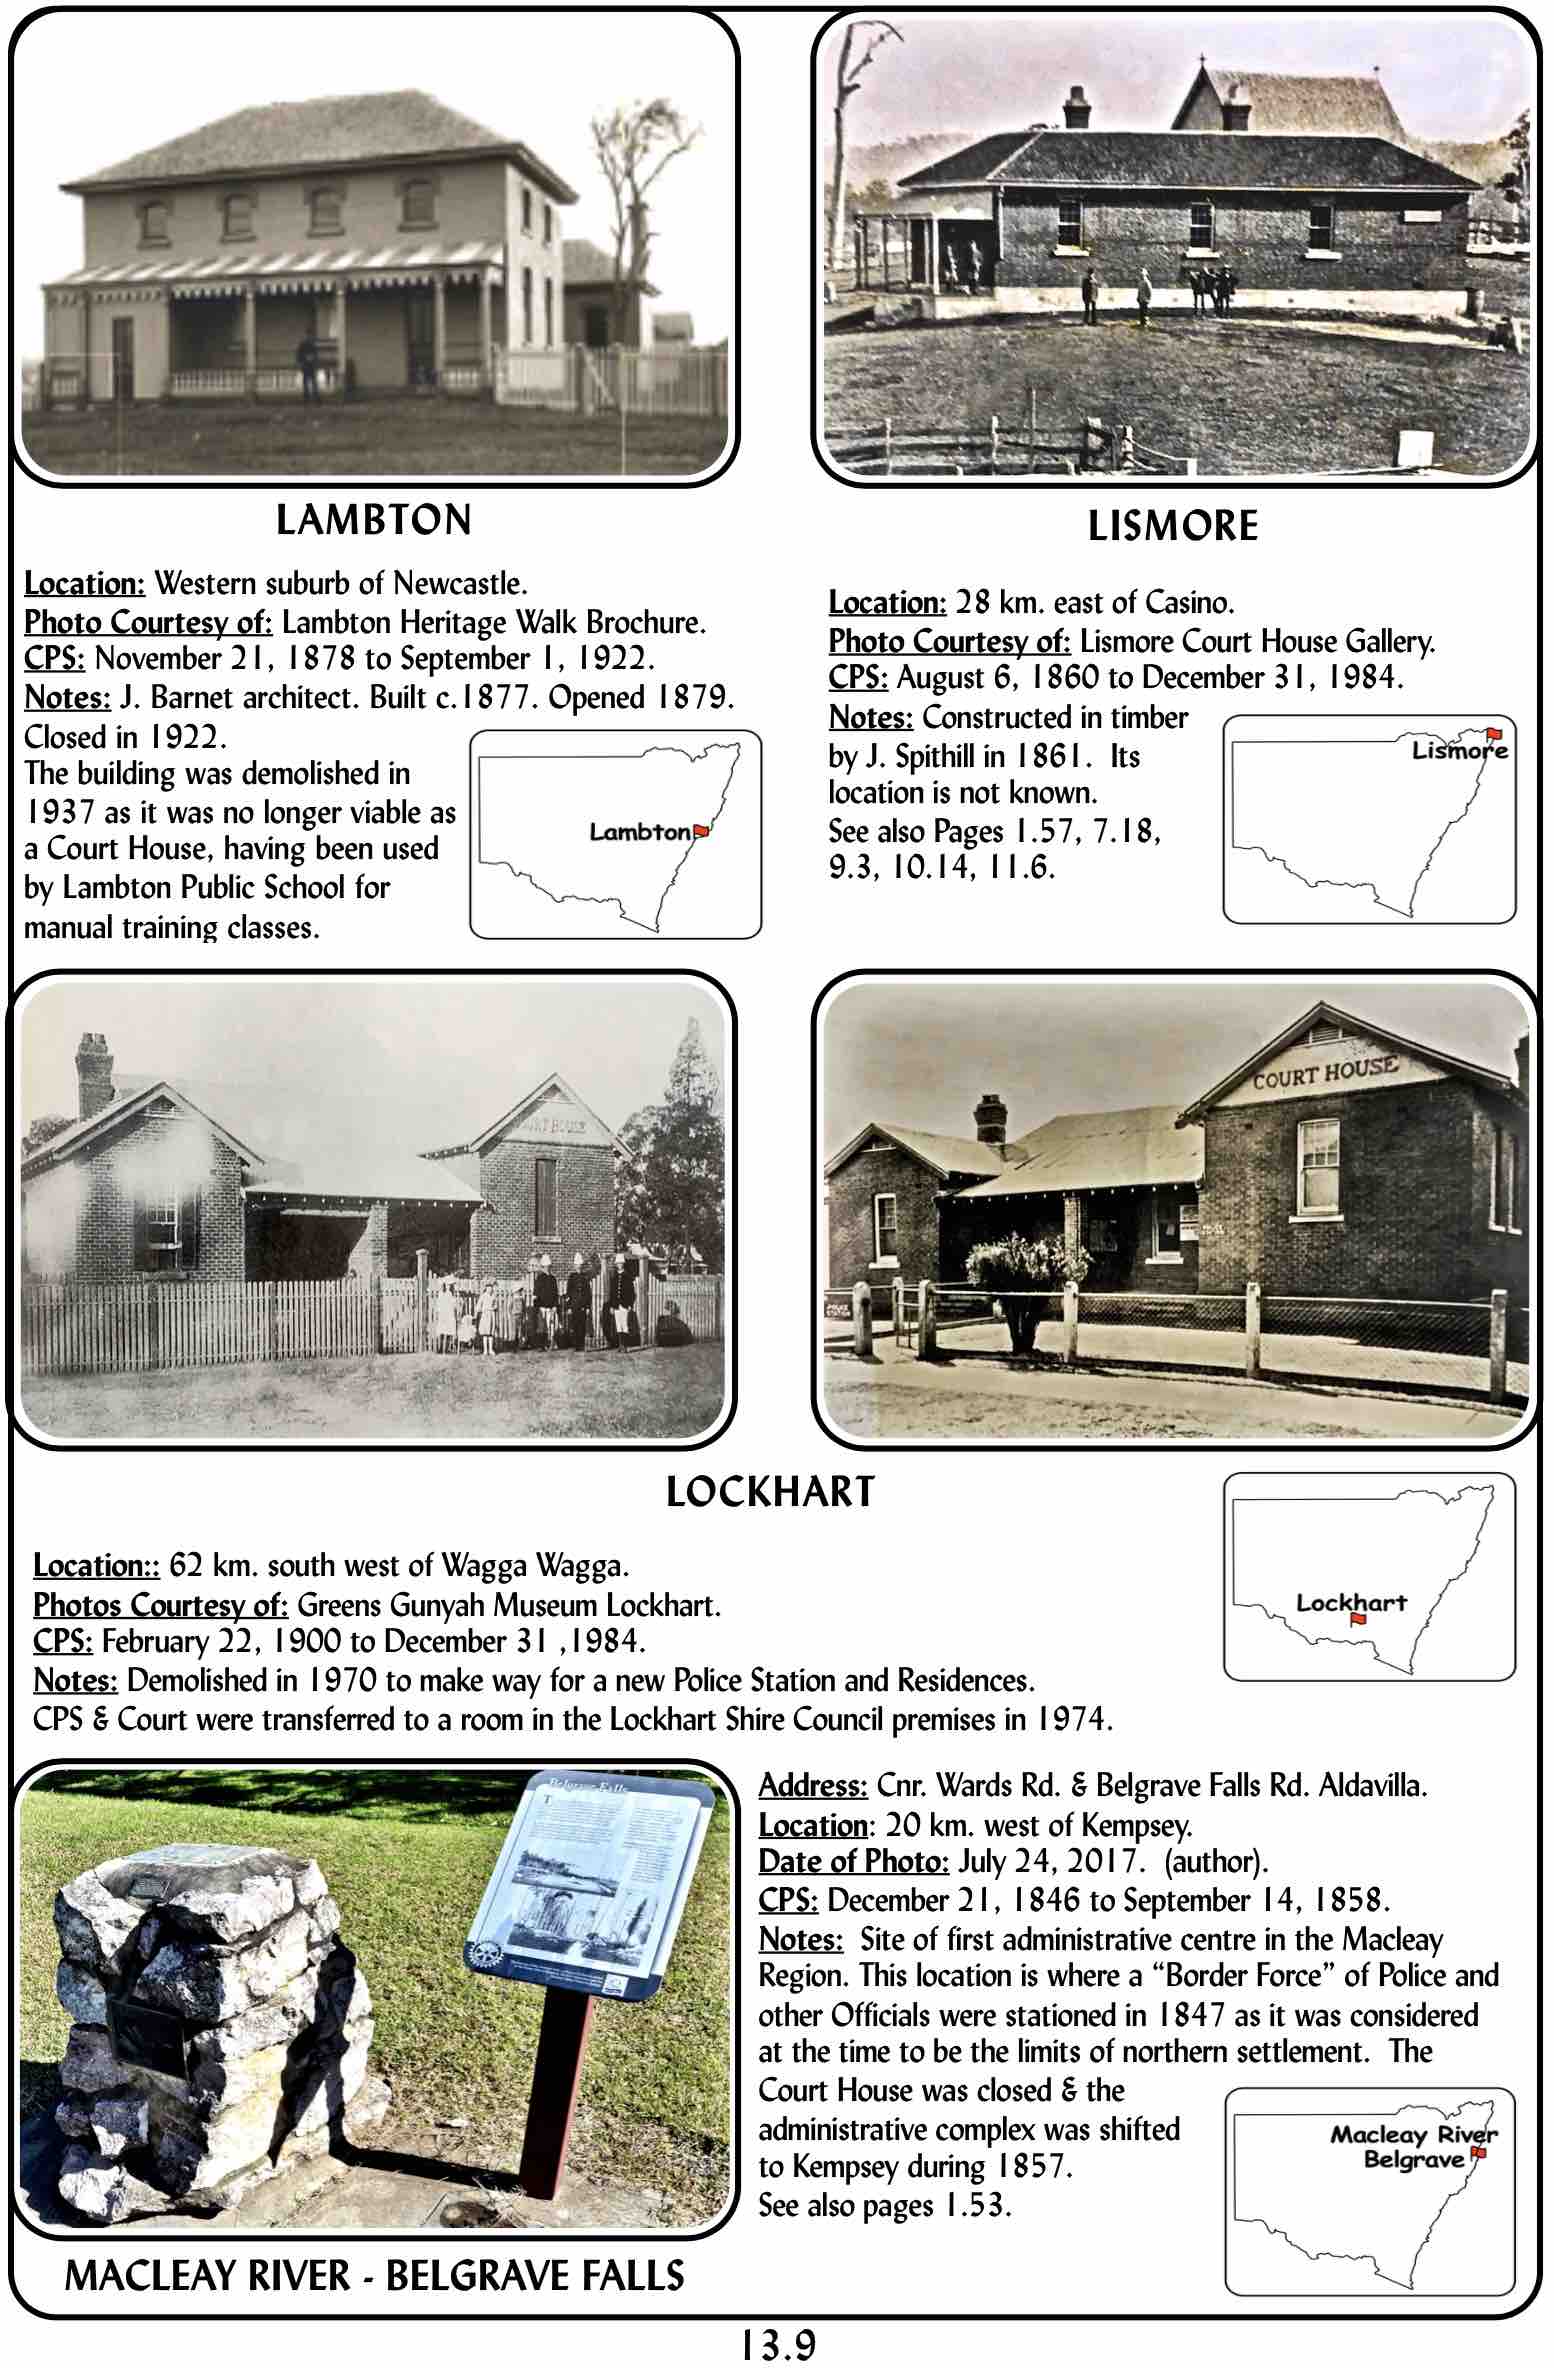 LAMBTON
Location: Western suburb of Newcastle.
Photo Courtesy of: Lambton Heritage Walk Brochure.
CPS: November 21, 1878 to September 1, 1922.
Notes: J. Barnet architect. Built c.1877. Opened 1879.
Closed in 1922.
The building was demolished in
1937 as it was no longer viable as
a Court House, having been used
by Lambton Public School for
manual training classes.
Lambton
LISMORE
Location: 28 km. east of Casino.
Photo Courtesy of: Lismore Court House Gallery.
CPS: August 6, 1860 to December 31, 1984.
Notes: Constructed in timber
by J. Spithill in 1861.  Its
location is not known.
See also Pages 1.57, 7.18,
9.3, 10.14, 11.6.
Lismore
COURT HOUSE
POLICE
STATION
LOCKHART
Location:: 62 km. south west of Wagga Wagga.
Photos Courtesy of: Greens Gunyah Museum Lockhart.
CPS: February 22, 1900 to December 31 ,1984.
Notes: Demolished in 1970 to make way for a new Police Station and Residences.
CPS & Court were transferred to a room in the Lockhart Shire Council premises in 1974.
Lockhart
Belgrave Falls
Address: Cnr. Wards Rd. & Belgrave Falls Rd. Aldavilla.
Location: 20 km. west of Kempsey.
Date of Photo: July 24, 2017.  (author).
CPS: December 21, 1846 to September 14, 1858.
Notes:  Site of first administrative centre in the Macleay
Region. This location is where a “Border Force” of Police and
other Officials were stationed in 1847 as it was considered
at the time to be the limits of northern settlement.  The
Court House was closed & the
administrative complex was shifted
to Kempsey during 1857.
See also pages 1.53.
Macleay River
Belgrave
MACLEAY RIVER - BELGRAVE FALLS
13.9